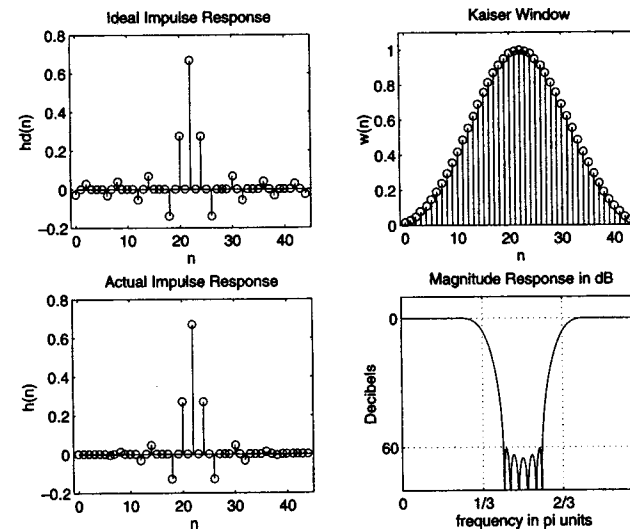 Ideal Impulse Response
0.8
0.6
0.4
0.2
0
−0.2
hd(n)
0 10 20 30 40
n
Kaiser Window
1
0.8
0.6
0.4
0.2
0
w(n)
0 10 20 30 40
n
Actual Impulse Response
0.8
0.6
0.4
0.2
0
−0.2
h(n)
0 10 20 30 40
n
Magnitude Response in dB
0
60
Decibels
0 1/3 2/3
frequency in pi units